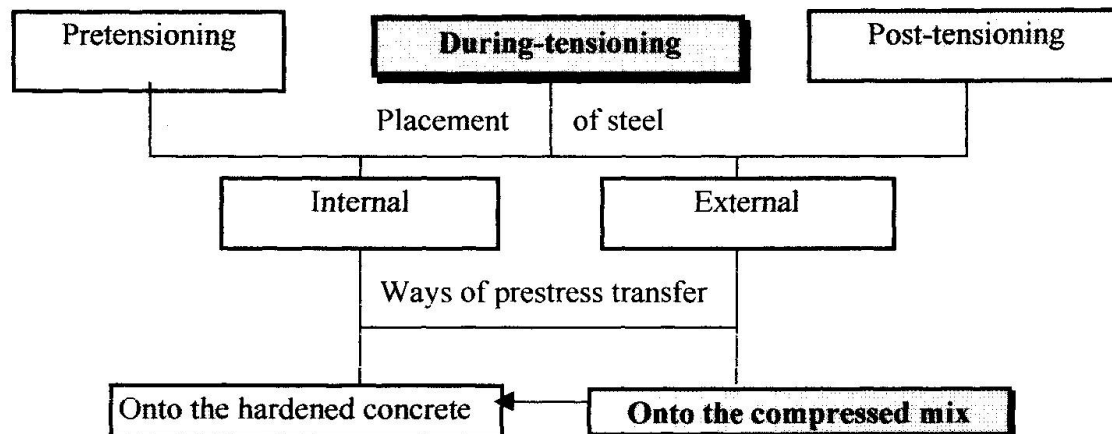 Pretensioning
During-tensioning
Post-tensioning
Placement of steel
Internal
External
Ways of prestress transfer
Onto the hardened concrete
Onto the compressed mix